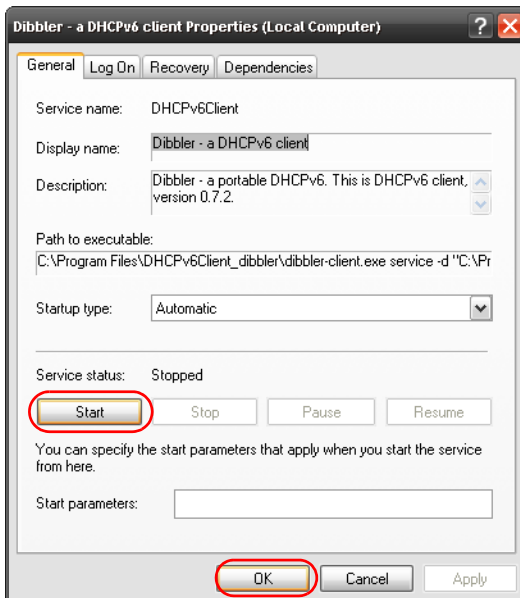 Dibbler - a DHCPv6 client Properties (Local Computer)
General Log On Recovery Dependencies
Service name: DHCPv6Client
Display name: Dibbler - a DHCPv6 client
Description: Dibbler - a portable DHCPv6. This is DHCPv6 client,
version 0.7.2.
Path to executable:
C:\Program Files\DHCPv6Client_dibbler\dibbler-client.exe service -d "C:\Pr
Startup type: Automatic
Service status: Stopped
Start Stop Pause Resume
You can specify the start parameters that apply when you start the service
from here.
Start parameters:
OK Cancel Apply